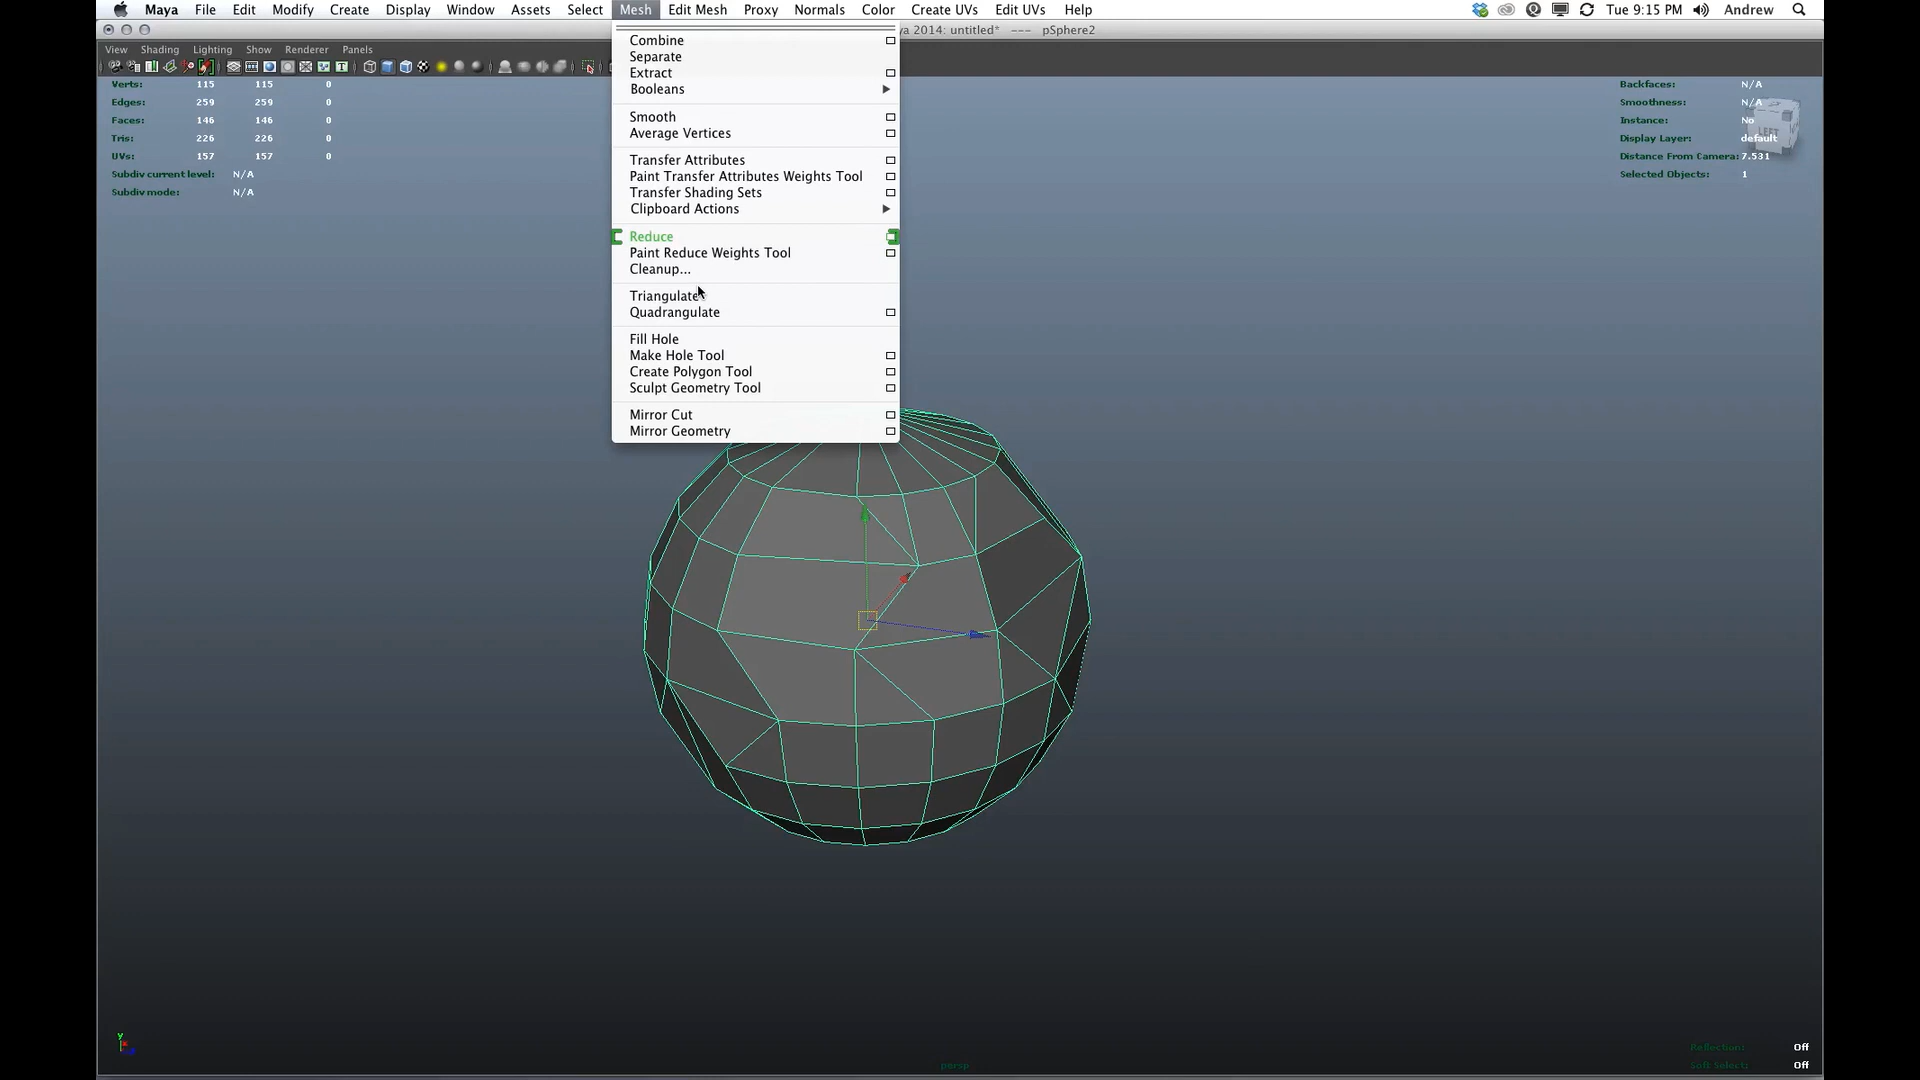 Maya File Edit Modify Create Display Window Assets Select Mesh Edit Mesh Proxy Normals Color Create UVs Edit UVs Help Tue 9:15 PM Andrew
ya 2014: untitled* --- pSphere2
View Shading Lighting Show Renderer Panels
Verts: 115 115 0
Edges: 259 259 0
Faces: 146 146 0
Tris: 226 226 0
UVs: 157 157 0
Subdiv current level: N/A
Subdiv mode: N/A
Combine
Separate
Extract
Booleans
Smooth
Average Vertices
Transfer Attributes
Paint Transfer Attributes Weights Tool
Transfer Shading Sets
Clipboard Actions
Reduce
Paint Reduce Weights Tool
Cleanup...
Triangulate
Quadrangulate
Fill Hole
Make Hole Tool
Create Polygon Tool
Sculpt Geometry Tool
Mirror Cut
Mirror Geometry
Backfaces: N/A
Smoothness: N/A
Instance: No
Display Layer: default
Distance From Camera: 7.531
Selected Objects: 1
LEFT
y
persp
Reflection: Off
Soft Select: Off